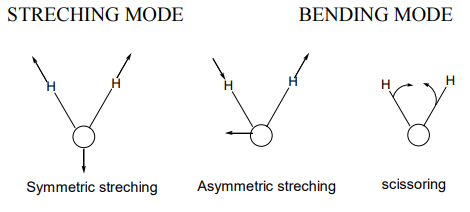 STRECHING MODE
BENDING MODE
H H
H H
H H
Symmetric streching
Asymmetric streching
scissoring